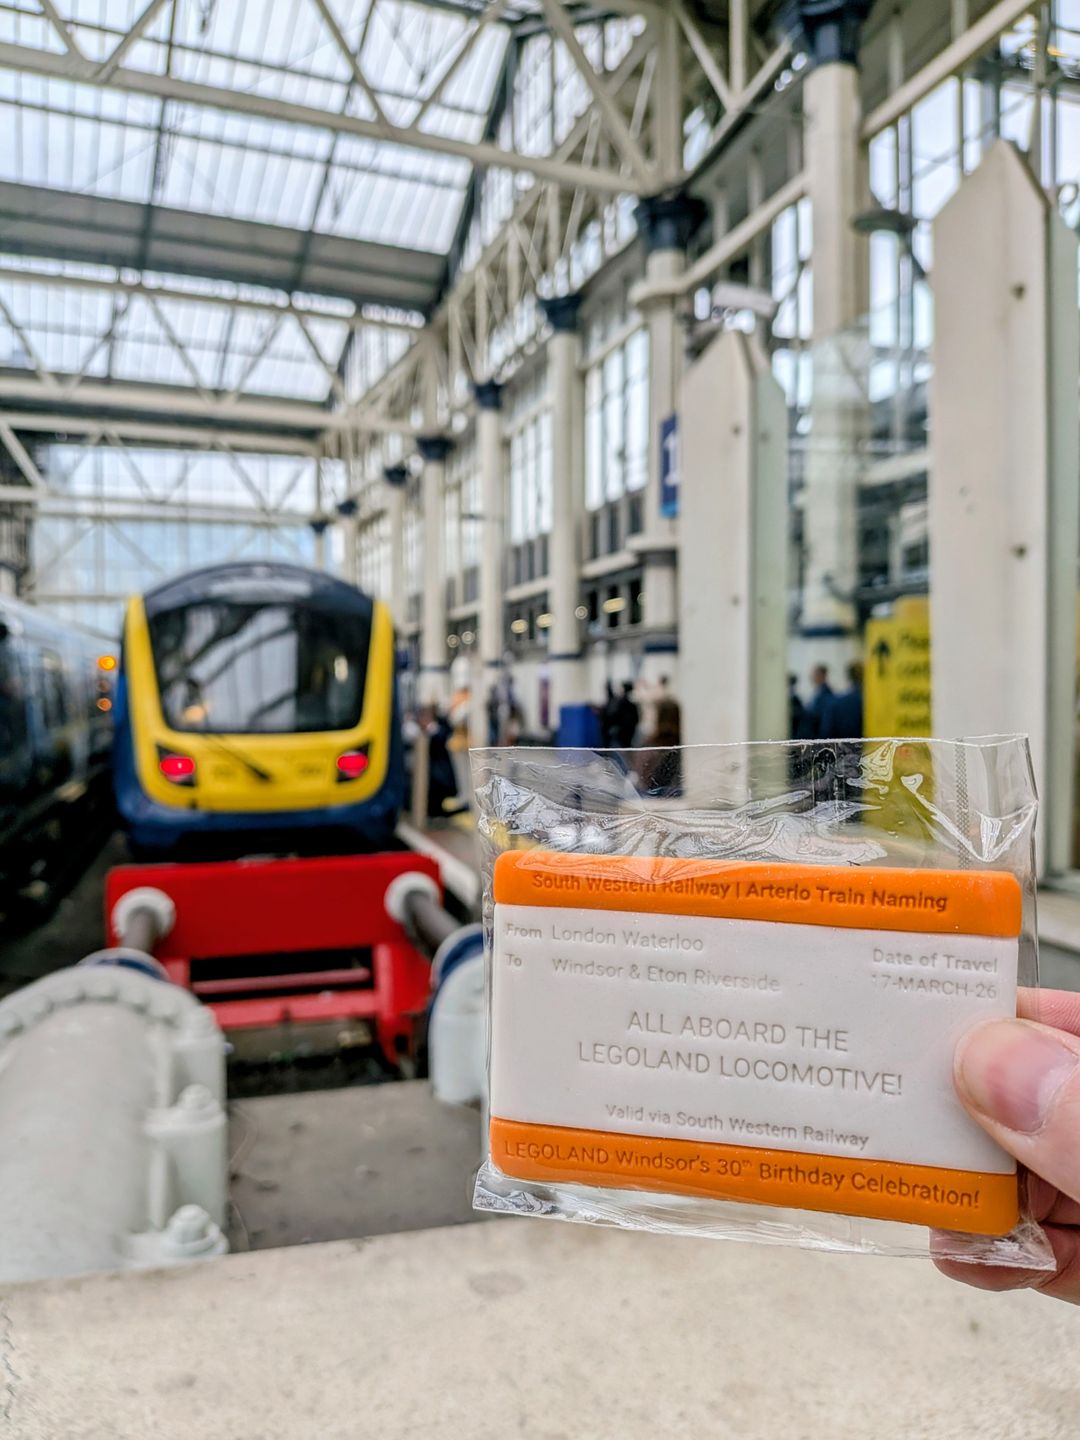 1
South Western Railway | Arterio Train Naming
From London Waterloo
Date of Travel
To Windsor & Eton Riverside
17-MARCH-26
ALL ABOARD THE
LEGOLAND LOCOMOTIVE!
Valid via South Western Railway
LEGOLAND Windsor's 30th Birthday Celebration!